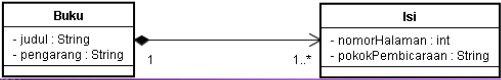 Buku
- judul : String
- pengarang : String
1
1..*
Isi
- nomorHalaman : int
- pokokPembicaraan : String